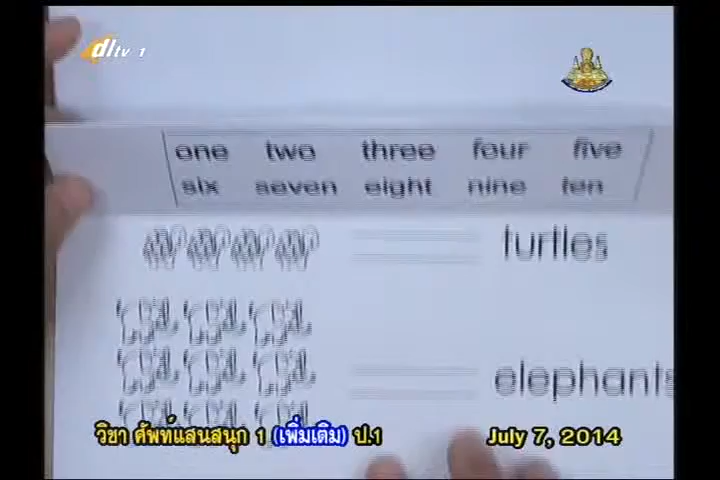 dltv 1
one two three four five
six seven eight nine ten
turtles
elephants
วิชา ศัพท์แสนสนุก 1 (เพิ่มเติม) ป.1
July 7, 2014